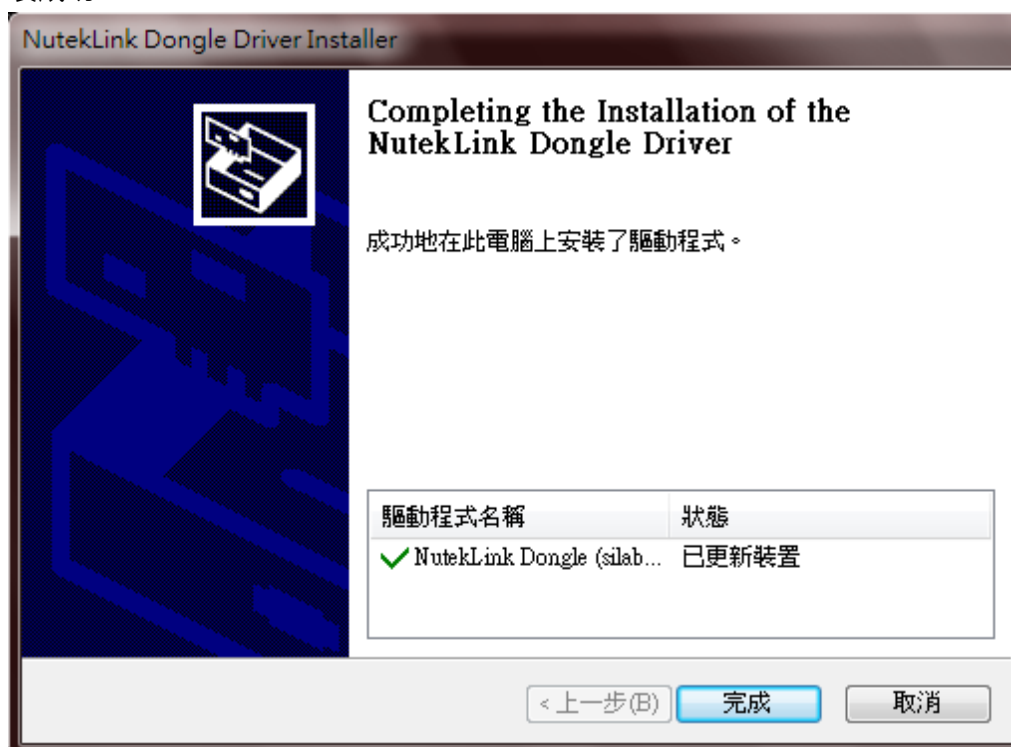 NutekLink Dongle Driver Installer
Completing the Installation of the
NutekLink Dongle Driver
成功地在此電腦上安裝了驅動程式。
驅動程式名稱 狀態
NutekLink Dongle (silab... 已更新裝置
<上一步(B) 完成 取消